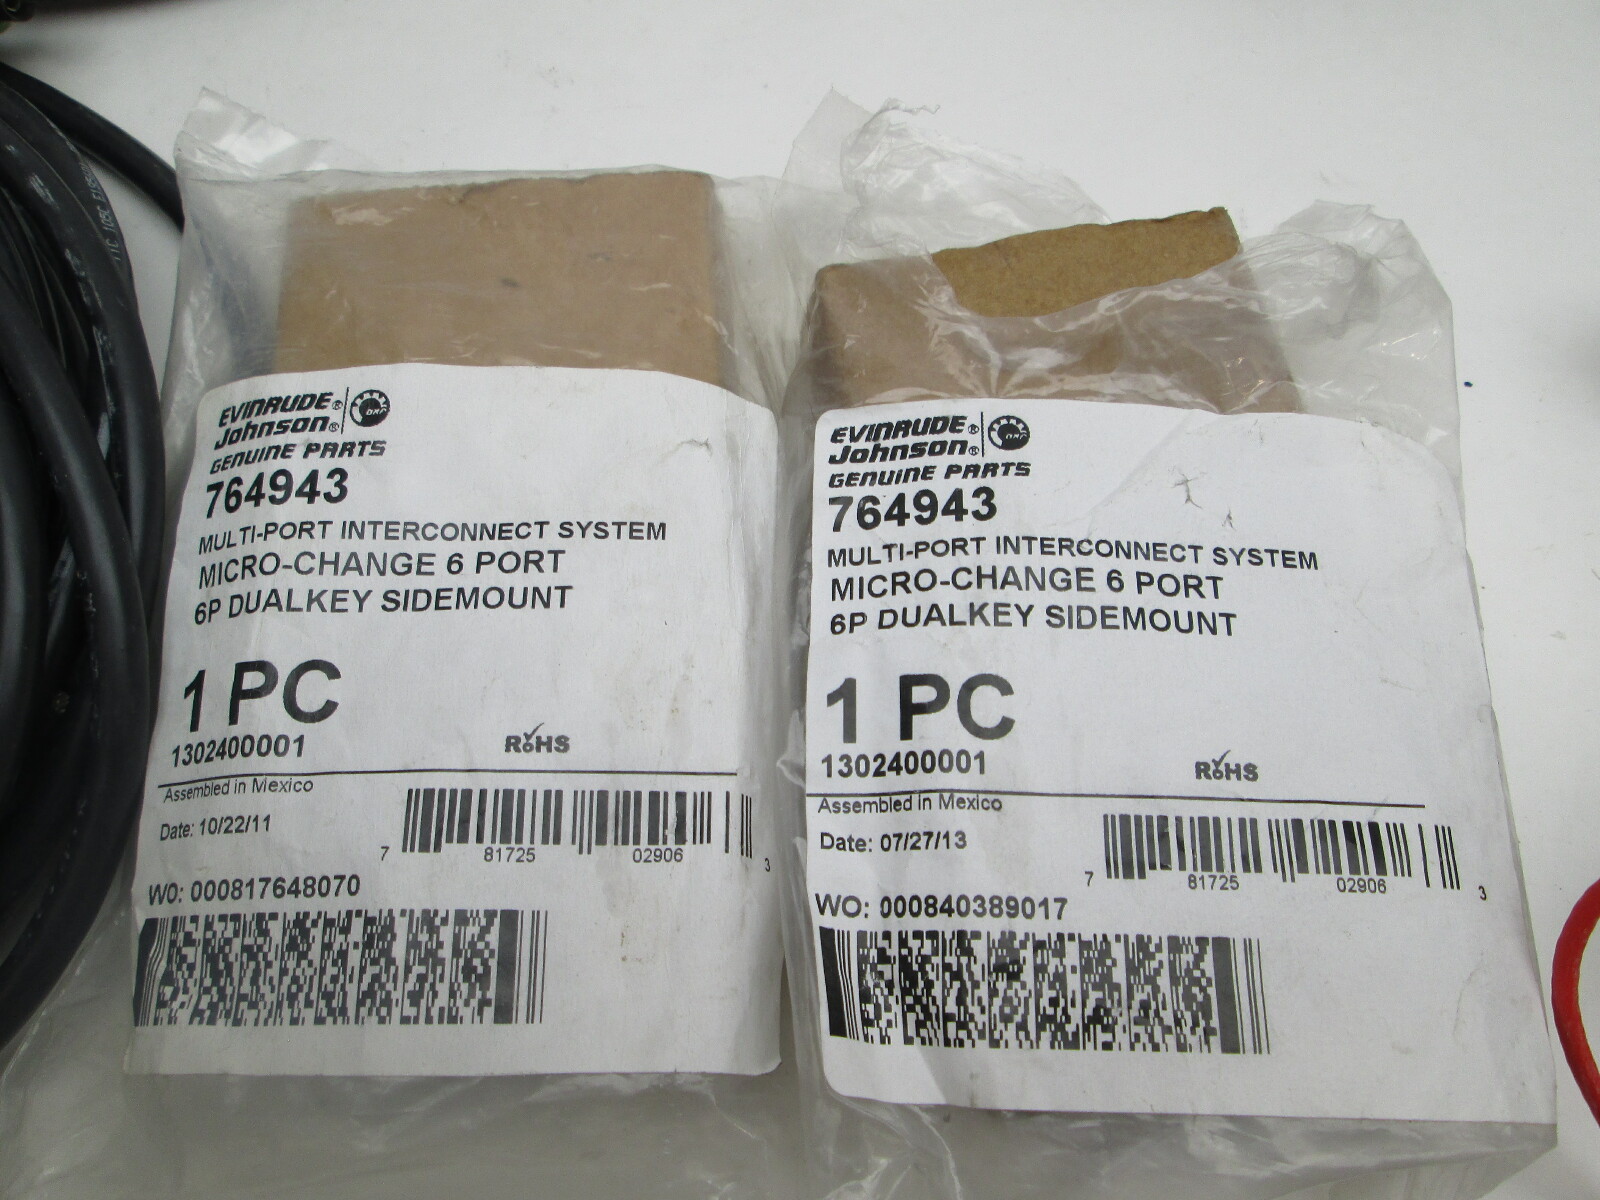 EVINRUDE®
Johnson®
BRP
GENUINE PARTS
764943
MULTI-PORT INTERCONNECT SYSTEM
MICRO-CHANGE 6 PORT
6P DUALKEY SIDEMOUNT
1 PC
1302400001
RoHS
Assembled in Mexico
Date: 10/22/11
7 81725 02906 3
WO: 000817648070
EVINRUDE®
Johnson®
BRP
GENUINE PARTS
764943
MULTI-PORT INTERCONNECT SYSTEM
MICRO-CHANGE 6 PORT
6P DUALKEY SIDEMOUNT
1 PC
1302400001
RoHS
Assembled in Mexico
Date: 07/27/13
7 81725 02906 3
WO: 000840389017